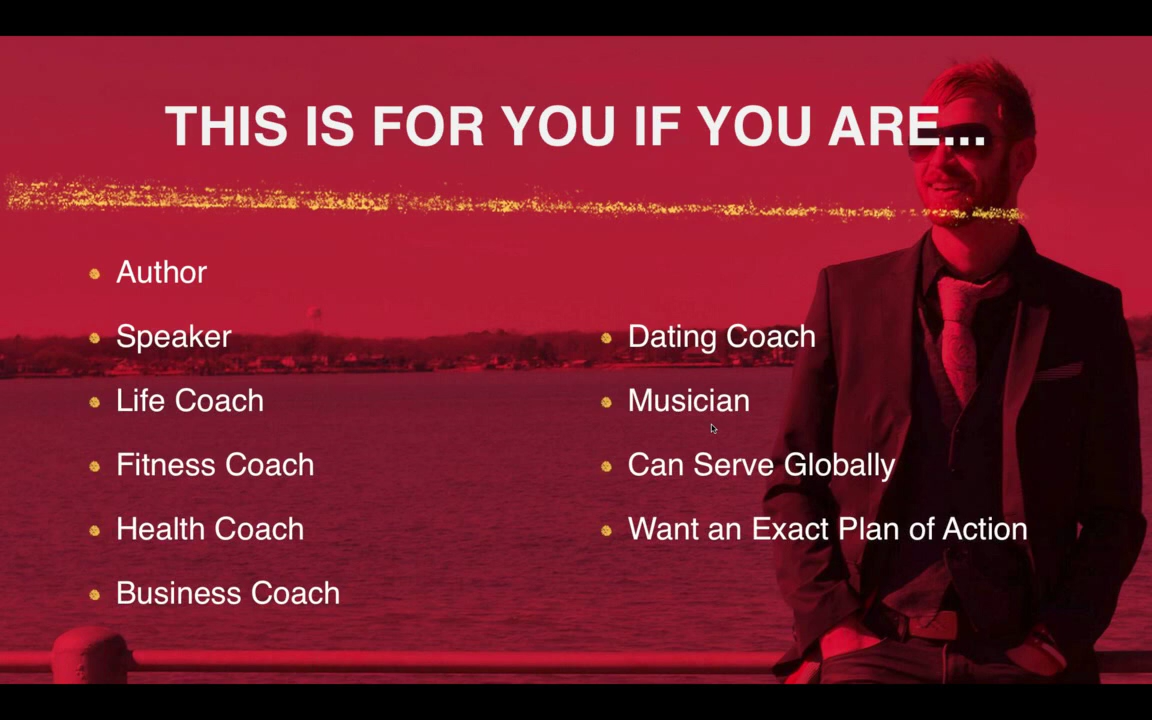 THIS IS FOR YOU IF YOU ARE...
Author
Speaker
Life Coach
Fitness Coach
Health Coach
Business Coach
Dating Coach
Musician
Can Serve Globally
Want an Exact Plan of Action